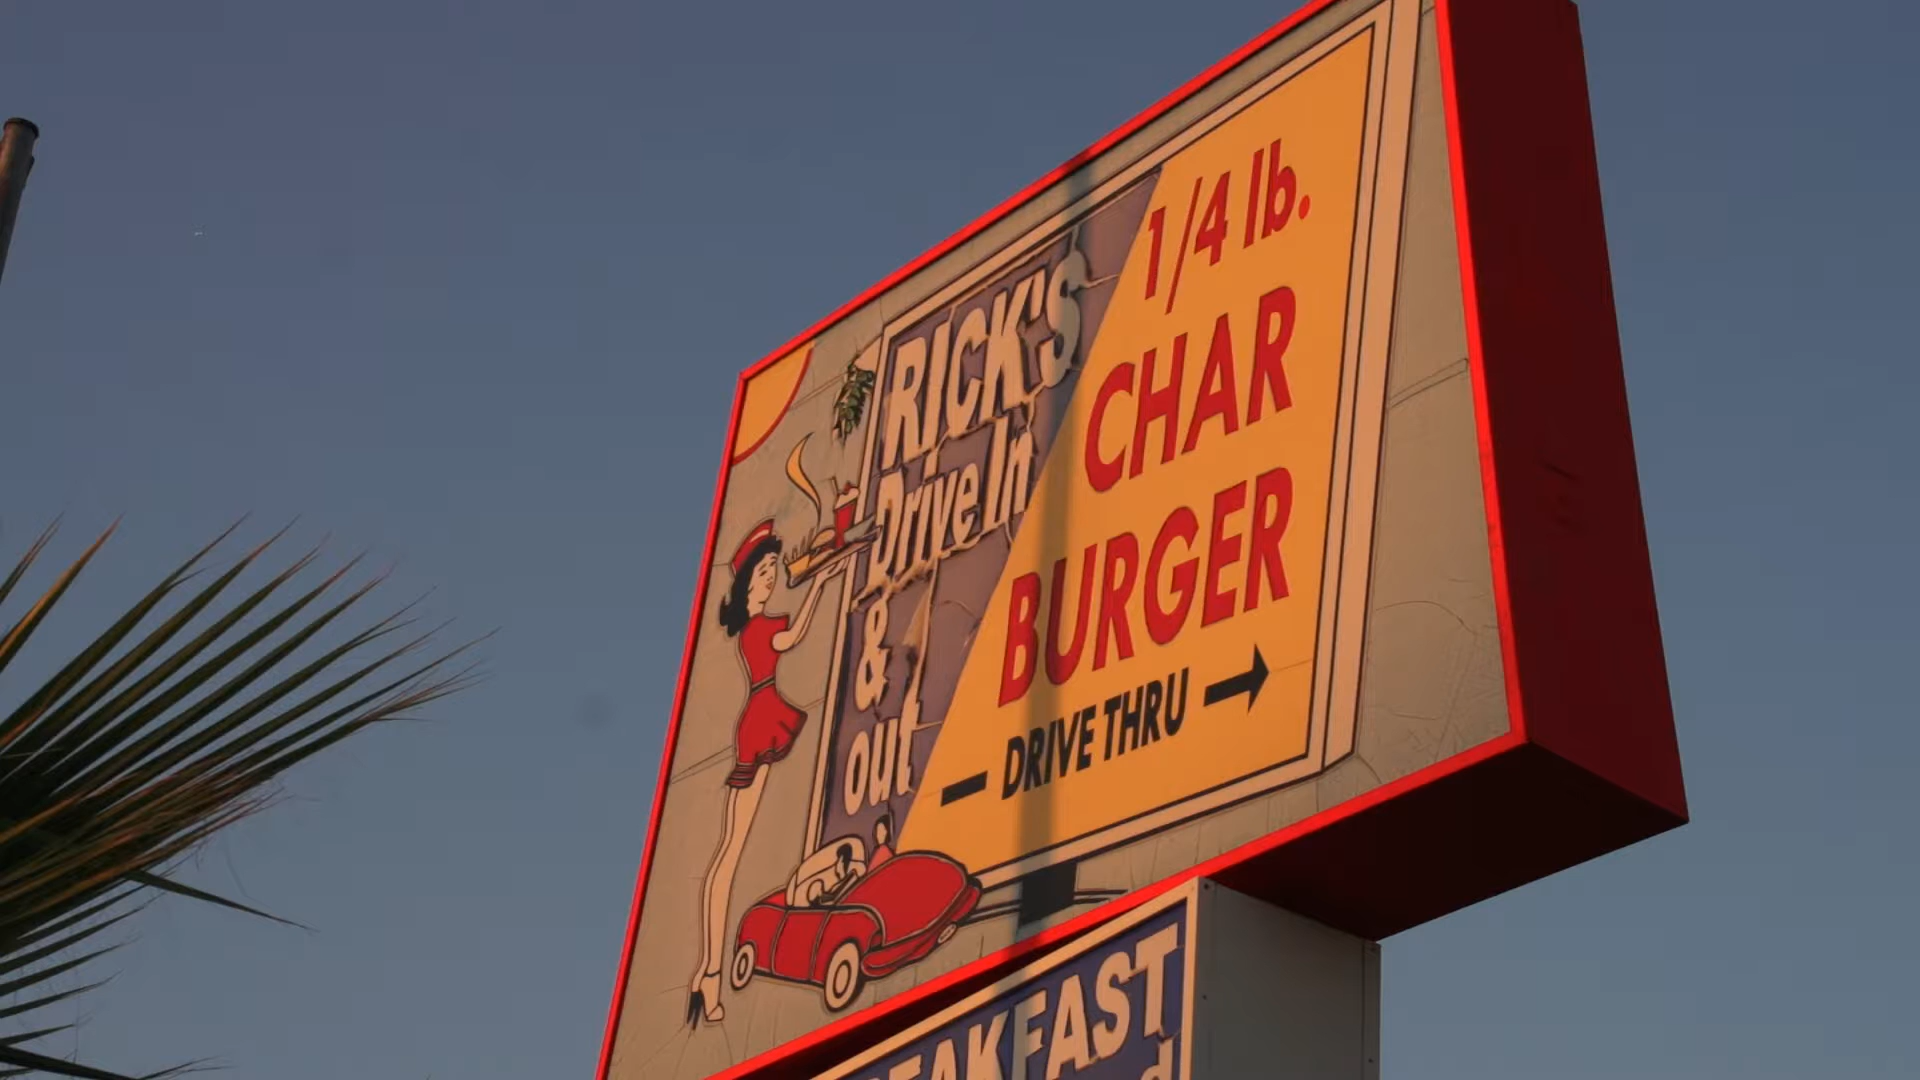 RICK'S
Drive In
&
out
1/4 lb.
CHAR
BURGER
DRIVE THRU